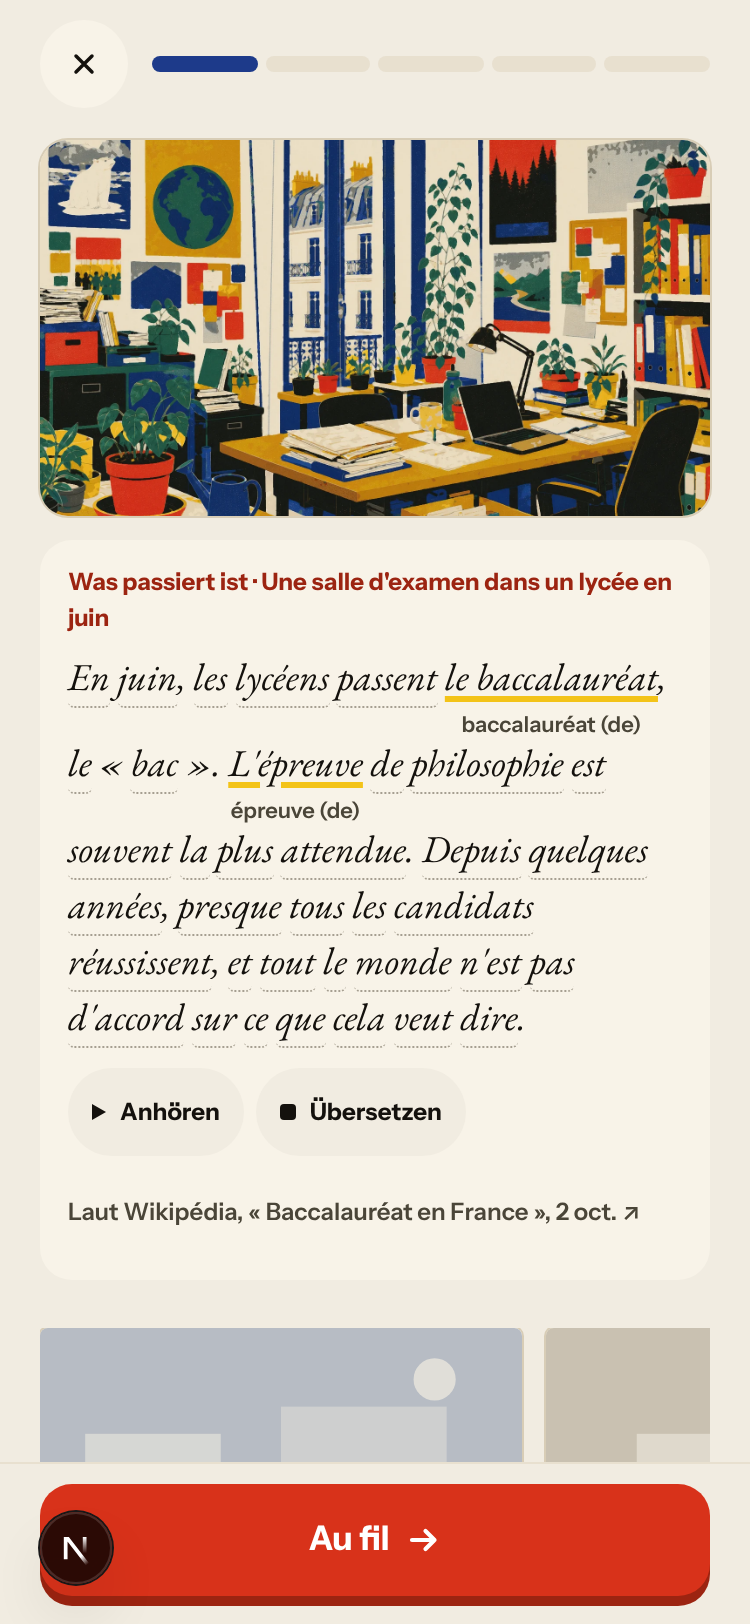 Was passiert ist · Une salle d'examen dans un lycée en
juin
En juin, les lycéens passent le baccalauréat,
baccalauréat (de)
le « bac ». L'épreuve de philosophie est
épreuve (de)
souvent la plus attendue. Depuis quelques
années, presque tous les candidats
réussissent, et tout le monde n'est pas
d'accord sur ce que cela veut dire.
Anhören Übersetzen
Laut Wikipédia, « Baccalauréat en France », 2 oct. ↗
Au fil →
N